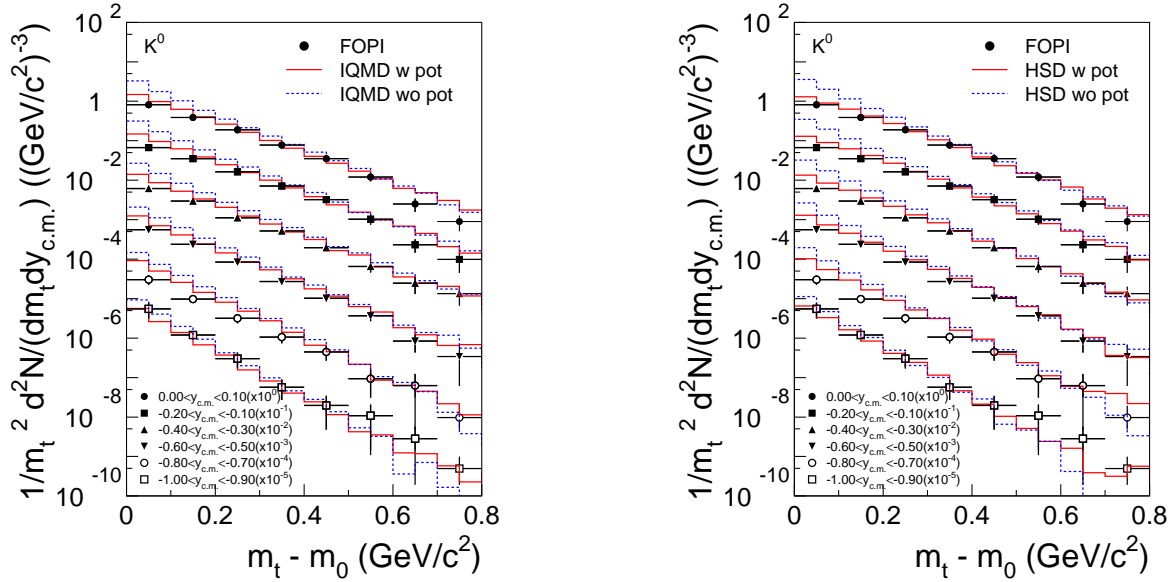 1/m_t^2 d^2N/(dm_tdy_c.m.) ((GeV/c^2)^-3)
10^2
1
10^-2
10^-4
10^-6
10^-8
10^-10
K^0
FOPI
IQMD w pot
IQMD wo pot
0.00<y_c.m.<0.10(x10^0)
-0.20<y_c.m.<-0.10(x10^-1)
-0.40<y_c.m.<-0.30(x10^-2)
-0.60<y_c.m.<-0.50(x10^-3)
-0.80<y_c.m.<-0.70(x10^-4)
-1.00<y_c.m.<-0.90(x10^-5)
0 0.2 0.4 0.6 0.8
m_t - m_0 (GeV/c^2)
1/m_t^2 d^2N/(dm_tdy_c.m.) ((GeV/c^2)^-3)
10^2
1
10^-2
10^-4
10^-6
10^-8
10^-10
K^0
FOPI
HSD w pot
HSD wo pot
0.00<y_c.m.<0.10(x10^0)
-0.20<y_c.m.<-0.10(x10^-1)
-0.40<y_c.m.<-0.30(x10^-2)
-0.60<y_c.m.<-0.50(x10^-3)
-0.80<y_c.m.<-0.70(x10^-4)
-1.00<y_c.m.<-0.90(x10^-5)
0 0.2 0.4 0.6 0.8
m_t - m_0 (GeV/c^2)